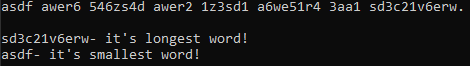 asdf awer6 546zs4d awer2 1z3sd1 a6we51r4 3aa1 sd3c21v6erw.
sd3c21v6erw- it's longest word!
asdf- it's smallest word!